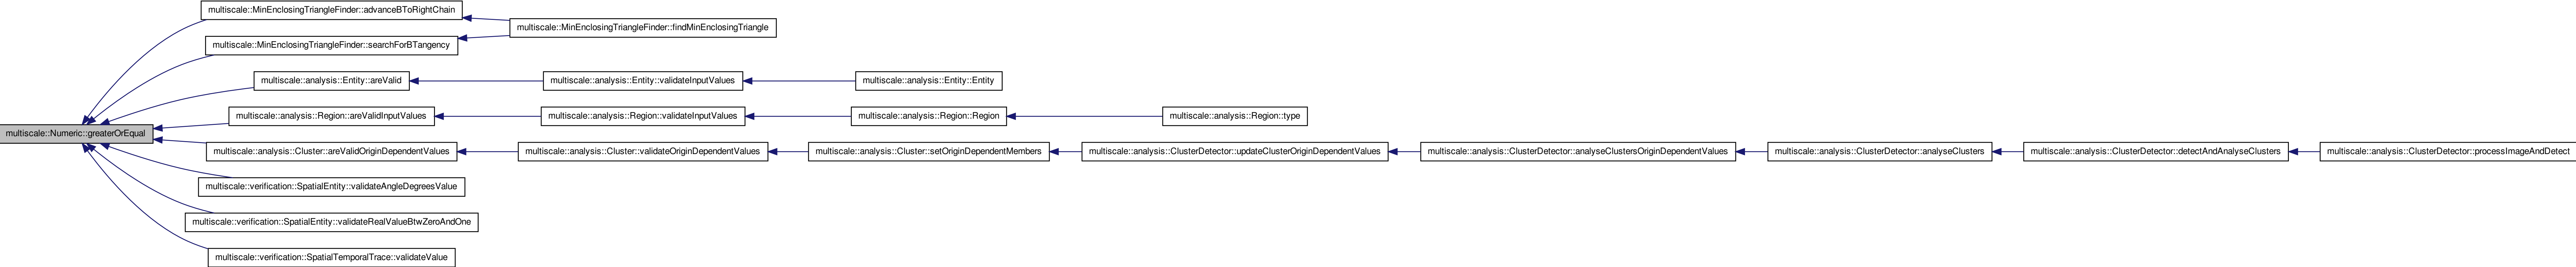 multiscale::MinEnclosingTriangleFinder::advanceBToRightChain
multiscale::MinEnclosingTriangleFinder::findMinEnclosingTriangle
multiscale::MinEnclosingTriangleFinder::searchForBTangency
multiscale::analysis::Entity::areValid
multiscale::analysis::Entity::validateInputValues
multiscale::analysis::Entity::Entity
multiscale::analysis::Region::areValidInputValues
multiscale::analysis::Region::validateInputValues
multiscale::analysis::Region::Region
multiscale::analysis::Region::type
multiscale::Numeric::greaterOrEqual
multiscale::analysis::Cluster::areValidOriginDependentValues
multiscale::analysis::Cluster::validateOriginDependentValues
multiscale::analysis::Cluster::setOriginDependentMembers
multiscale::analysis::ClusterDetector::updateClusterOriginDependentValues
multiscale::analysis::ClusterDetector::analyseClustersOriginDependentValues
multiscale::analysis::ClusterDetector::analyseClusters
multiscale::analysis::ClusterDetector::detectAndAnalyseClusters
multiscale::analysis::ClusterDetector::processImageAndDetect
multiscale::verification::SpatialEntity::validateAngleDegreesValue
multiscale::verification::SpatialEntity::validateRealValueBtwZeroAndOne
multiscale::verification::SpatialTemporalTrace::validateValue